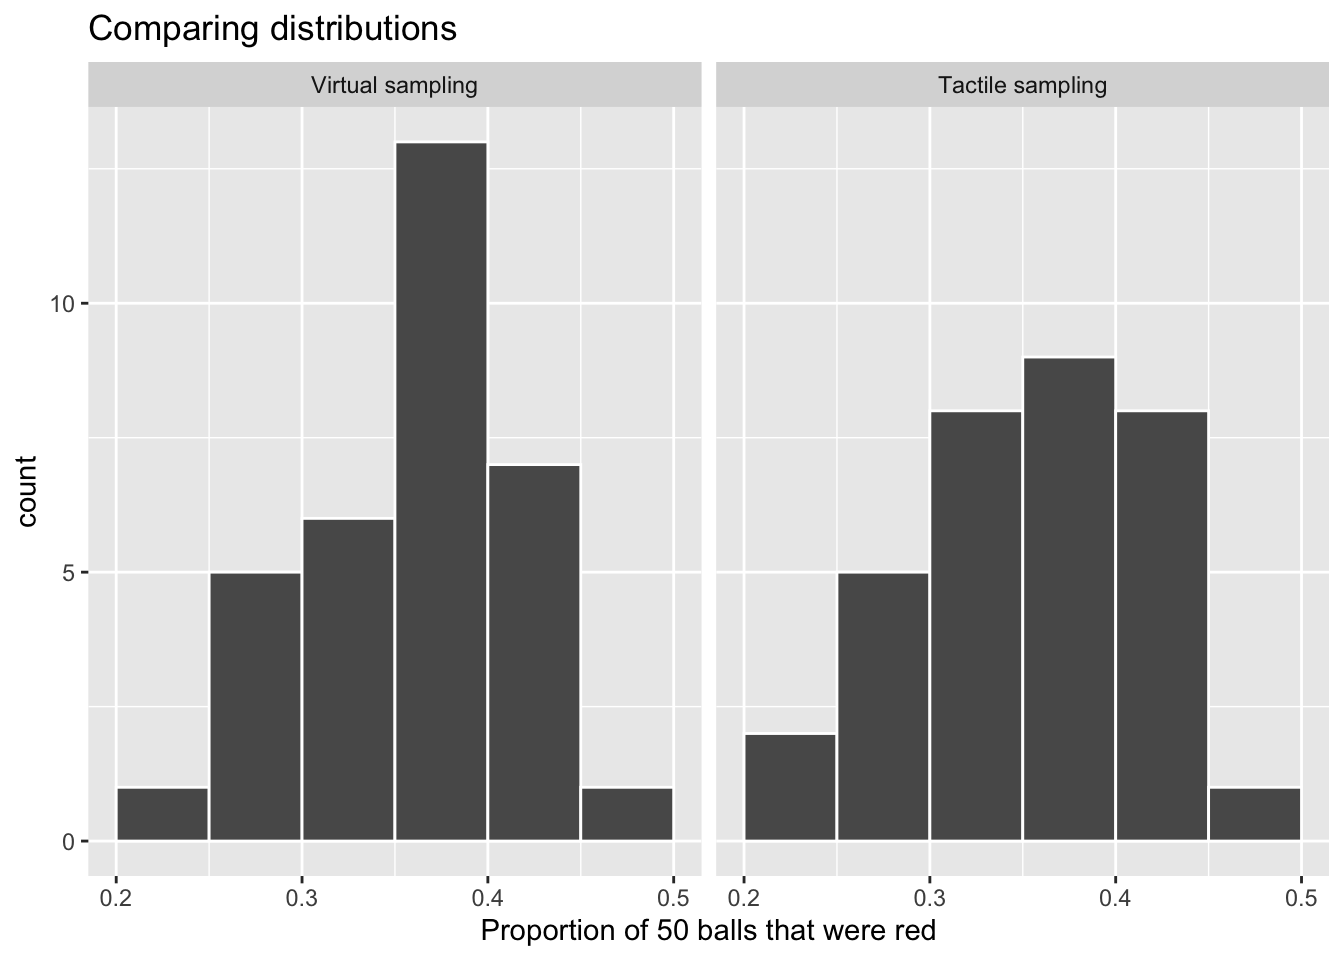 Comparing distributions
Virtual sampling
Tactile sampling
10
5
0
count
0.2 0.3 0.4 0.5
0.2 0.3 0.4 0.5
Proportion of 50 balls that were red